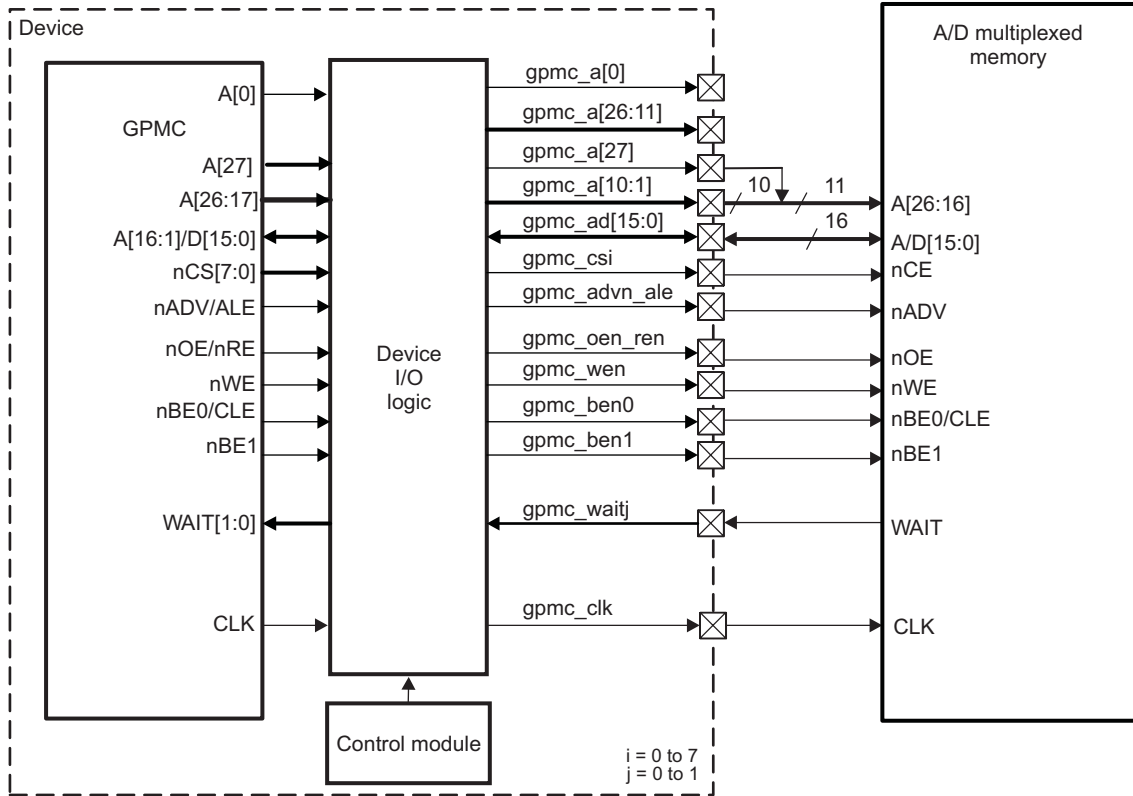 Device
A/D multiplexed
memory
GPMC
A[0]
A[27]
A[26:17]
A[16:1]/D[15:0]
nCS[7:0]
nADV/ALE
nOE/nRE
nWE
nBE0/CLE
nBE1
WAIT[1:0]
CLK
Device
I/O
logic
Control module
gpmc_a[0]
gpmc_a[26:11]
gpmc_a[27]
gpmc_a[10:1]
gpmc_ad[15:0]
gpmc_csi
gpmc_advn_ale
gpmc_oen_ren
gpmc_wen
gpmc_ben0
gpmc_ben1
gpmc_waitj
gpmc_clk
i = 0 to 7
j = 0 to 1
10
11
16
A[26:16]
A/D[15:0]
nCE
nADV
nOE
nWE
nBE0/CLE
nBE1
WAIT
CLK